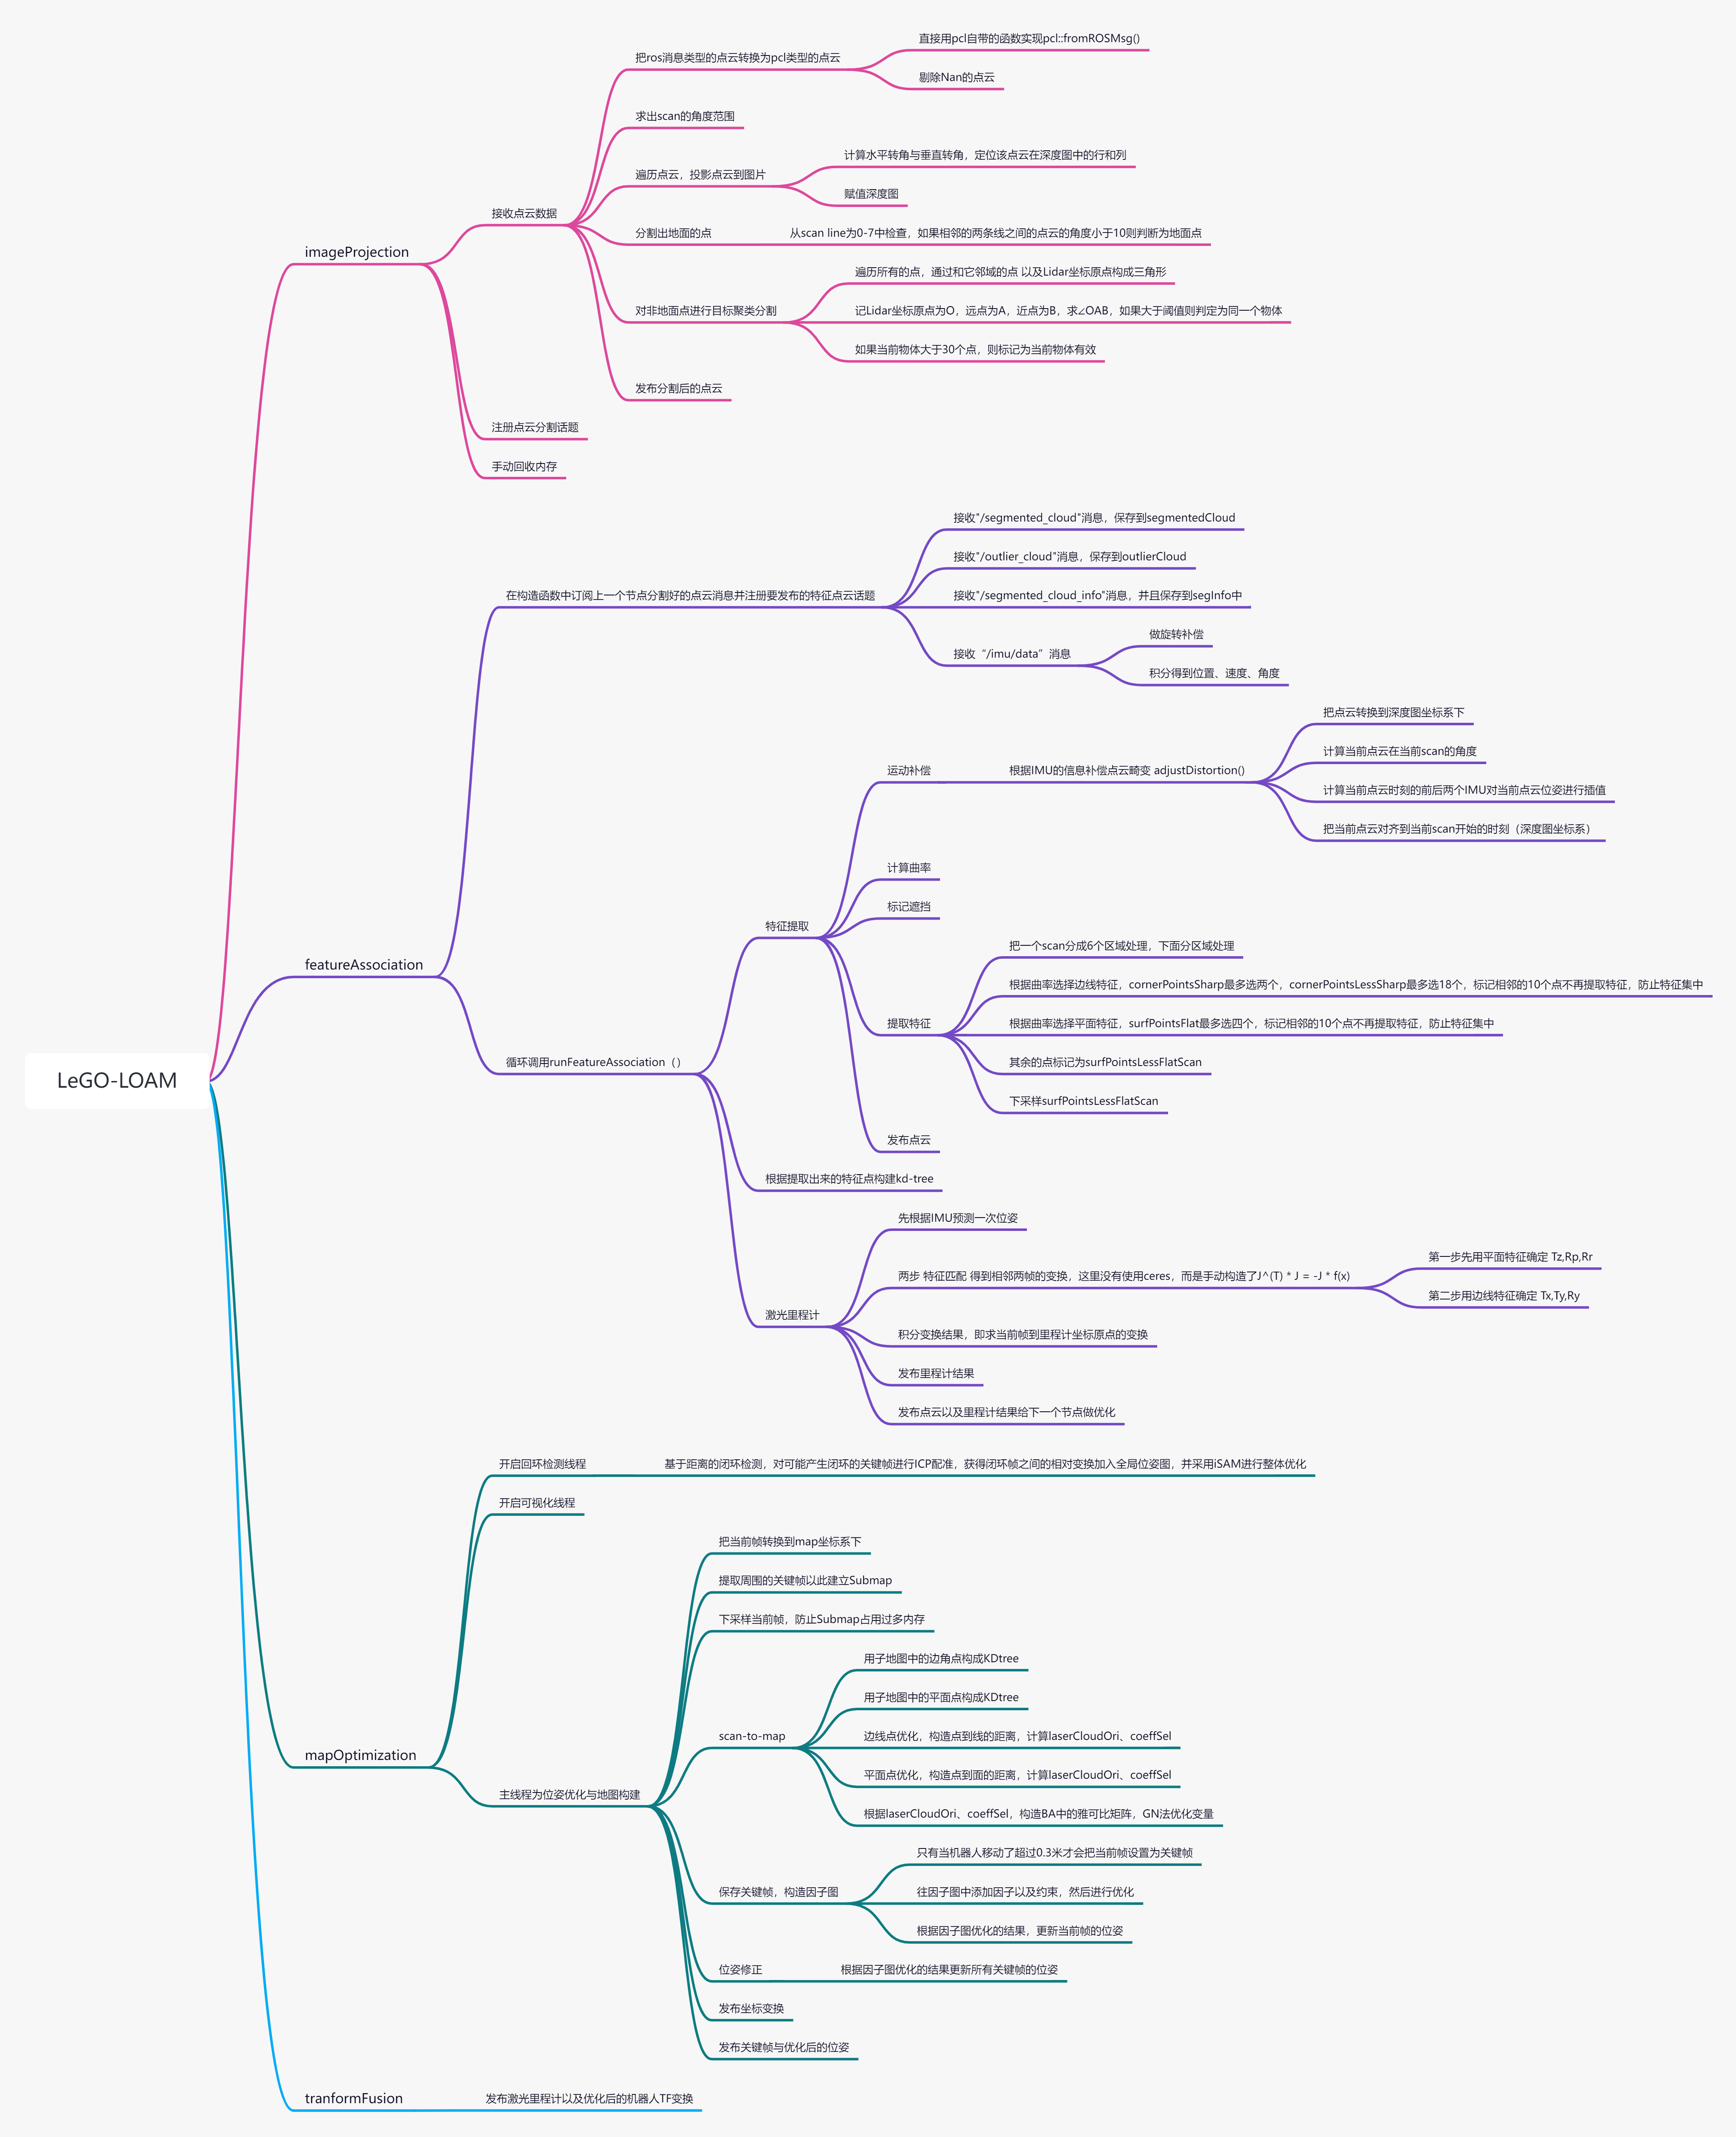 LeGO-LOAM
imageProjection
接收点云数据
把ros消息类型的点云转换为pcl类型的点云
直接用pcl自带的函数实现pcl::fromROSMsg()
剔除Nan的点云
求出scan的角度范围
遍历点云，投影点云到图片
计算水平转角与垂直转角，定位该点云在深度图中的行和列
赋值深度图
分割出地面的点
从scan line为0-7中检查，如果相邻的两条线之间的点云的角度小于10则判断为地面点
对非地面点进行目标聚类分割
遍历所有的点，通过和它邻域的点 以及Lidar坐标原点构成三角形
记Lidar坐标原点为O，远点为A，近点为B，求∠OAB，如果大于阈值则判定为同一个物体
如果当前物体大于30个点，则标记为当前物体有效
发布分割后的点云
注册点云分割话题
手动回收内存
featureAssociation
在构造函数中订阅上一个节点分割好的点云消息并注册要发布的特征点云话题
接收"/segmented_cloud"消息，保存到segmentedCloud
接收"/outlier_cloud"消息，保存到outlierCloud
接收"/segmented_cloud_info"消息，并且保存到segInfo中
接收“/imu/data”消息
做旋转补偿
积分得到位置、速度、角度
循环调用runFeatureAssociation（）
特征提取
运动补偿
根据IMU的信息补偿点云畸变 adjustDistortion()
把点云转换到深度图坐标系下
计算当前点云在当前scan的角度
计算当前点云时刻的前后两个IMU对当前点云位姿进行插值
把当前点云对齐到当前scan开始的时刻（深度图坐标系）
计算曲率
标记遮挡
提取特征
把一个scan分成6个区域处理，下面分区域处理
根据曲率选择边线特征，cornerPointsSharp最多选两个，cornerPointsLessSharp最多选18个，标记相邻的10个点不再提取特征，防止特征集中
根据曲率选择平面特征，surfPointsFlat最多选四个，标记相邻的10个点不再提取特征，防止特征集中
其余的点标记为surfPointsLessFlatScan
下采样surfPointsLessFlatScan
发布点云
根据提取出来的特征点构建kd-tree
激光里程计
先根据IMU预测一次位姿
两步 特征匹配 得到相邻两帧的变换，这里没有使用ceres，而是手动构造了J^(T) * J = -J * f(x)
第一步先用平面特征确定 Tz,Rp,Rr
第二步用边线特征确定 Tx,Ty,Ry
积分变换结果，即求当前帧到里程计坐标原点的变换
发布里程计结果
发布点云以及里程计结果给下一个节点做优化
mapOptimization
开启回环检测线程
基于距离的闭环检测，对可能产生闭环的关键帧进行ICP配准，获得闭环帧之间的相对变换加入全局位姿图，并采用iSAM进行整体优化
开启可视化线程
主线程为位姿优化与地图构建
把当前帧转换到map坐标系下
提取周围的关键帧以此建立Submap
下采样当前帧，防止Submap占用过多内存
scan-to-map
用子地图中的边角点构成KDtree
用子地图中的平面点构成KDtree
边线点优化，构造点到线的距离，计算laserCloudOri、coeffSel
平面点优化，构造点到面的距离，计算laserCloudOri、coeffSel
根据laserCloudOri、coeffSel，构造BA中的雅可比矩阵，GN法优化变量
保存关键帧，构造因子图
只有当机器人移动了超过0.3米才会把当前帧设置为关键帧
往因子图中添加因子以及约束，然后进行优化
根据因子图优化的结果，更新当前帧的位姿
位姿修正
根据因子图优化的结果更新所有关键帧的位姿
发布坐标变换
发布关键帧与优化后的位姿
tranformFusion
发布激光里程计以及优化后的机器人TF变换